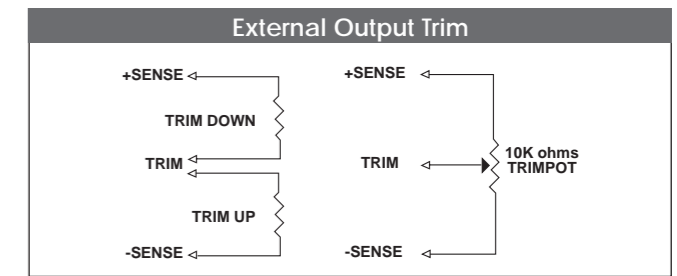 External Output Trim
+SENSE
TRIM DOWN
TRIM
TRIM UP
-SENSE
+SENSE
TRIM
10K ohms
TRIMPOT
-SENSE